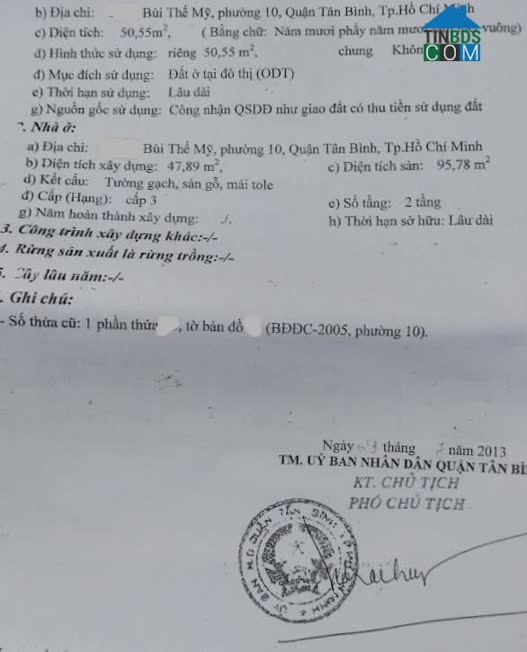 b) Địa chỉ: Bùi Thế Mỹ, phường 10, Quận Tân Bình, Tp.Hồ Chí Minh
c) Diện tích: 50,55m², ( Bằng chữ: Năm mươi phẩy năm vuông)
TINBDS
COM
d) Hình thức sử dụng: riêng 50,55 m², chung Khôn
đ) Mục đích sử dụng: Đất ở tại đô thị (ODT)
e) Thời hạn sử dụng: Lâu dài
g) Nguồn gốc sử dụng: Công nhận QSDĐ như giao đất có thu tiền sử dụng đất
2. Nhà ở:
a) Địa chỉ: Bùi Thế Mỹ, phường 10, Quận Tân Bình, Tp.Hồ Chí Minh
b) Diện tích xây dựng: 47,89 m², c) Diện tích sàn: 95,78 m²
d) Kết cấu: Tường gạch, sàn gỗ, mái tole
đ) Cấp (Hạng): cấp 3 e) Số tầng: 2 tầng
g) Năm hoàn thành xây dựng: ./. h) Thời hạn sở hữu: Lâu dài
3. Công trình xây dựng khác:-/-
4. Rừng sản xuất là rừng trồng:-/-
5. Cây lâu năm:-/-
. Ghi chú:
- Số thửa cũ: 1 phần thửa , tờ bản đồ (BĐĐC-2005, phường 10).
Ngày tháng năm 2013
TM. UỶ BAN NHÂN DÂN QUẬN TÂN BÌ
KT. CHỦ TỊCH
PHÓ CHỦ TỊCH